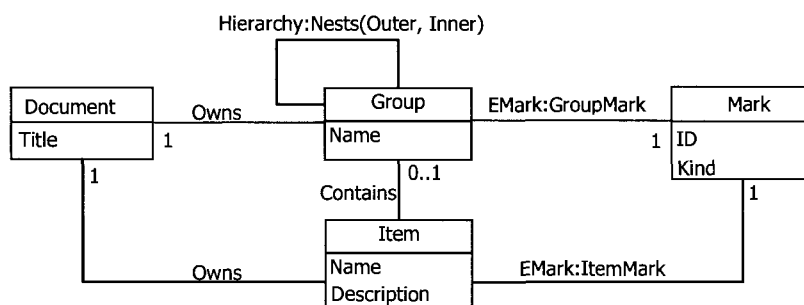 Hierarchy:Nests(Outer, Inner)
Document
Title
1
1
Owns
Group
Name
0..1
EMark:GroupMark
1
Mark
ID
Kind
1
Contains
Item
Name
Description
Owns
EMark:ItemMark